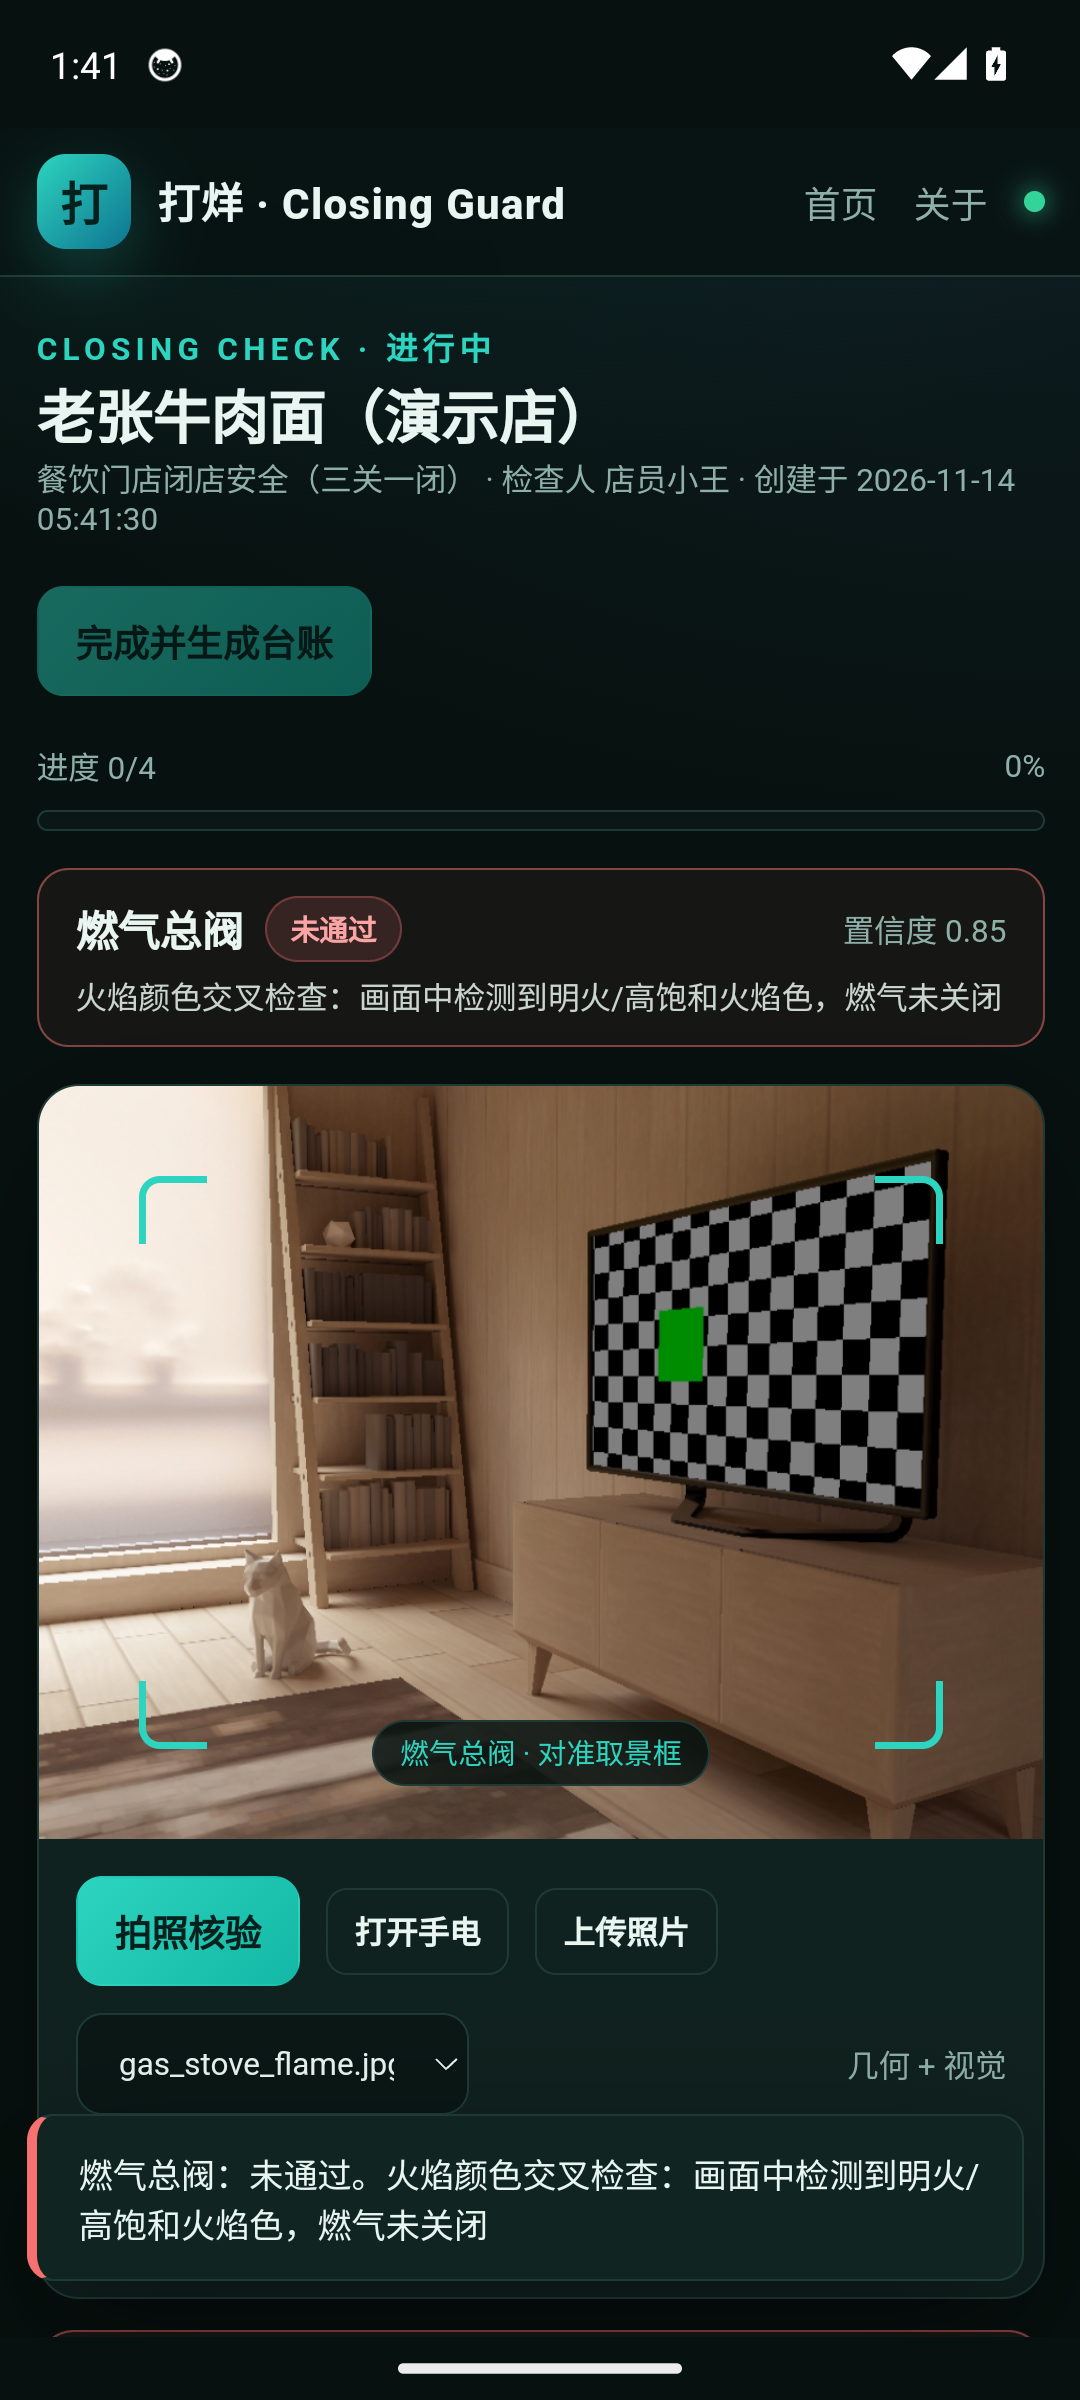 1:41
打
打烊 · Closing Guard
首页 关于
CLOSING CHECK · 进行中
老张牛肉面（演示店）
餐饮门店闭店安全（三关一闭） · 检查人 店员小王 · 创建于 2026-11-14
05:41:30
完成并生成台账
进度 0/4
0%
燃气总阀 未通过 置信度 0.85
火焰颜色交叉检查：画面中检测到明火/高饱和火焰色，燃气未关闭
燃气总阀 · 对准取景框
拍照核验 打开手电 上传照片
gas_stove_flame.jpg
几何 + 视觉
燃气总阀：未通过。火焰颜色交叉检查：画面中检测到明火/
高饱和火焰色，燃气未关闭